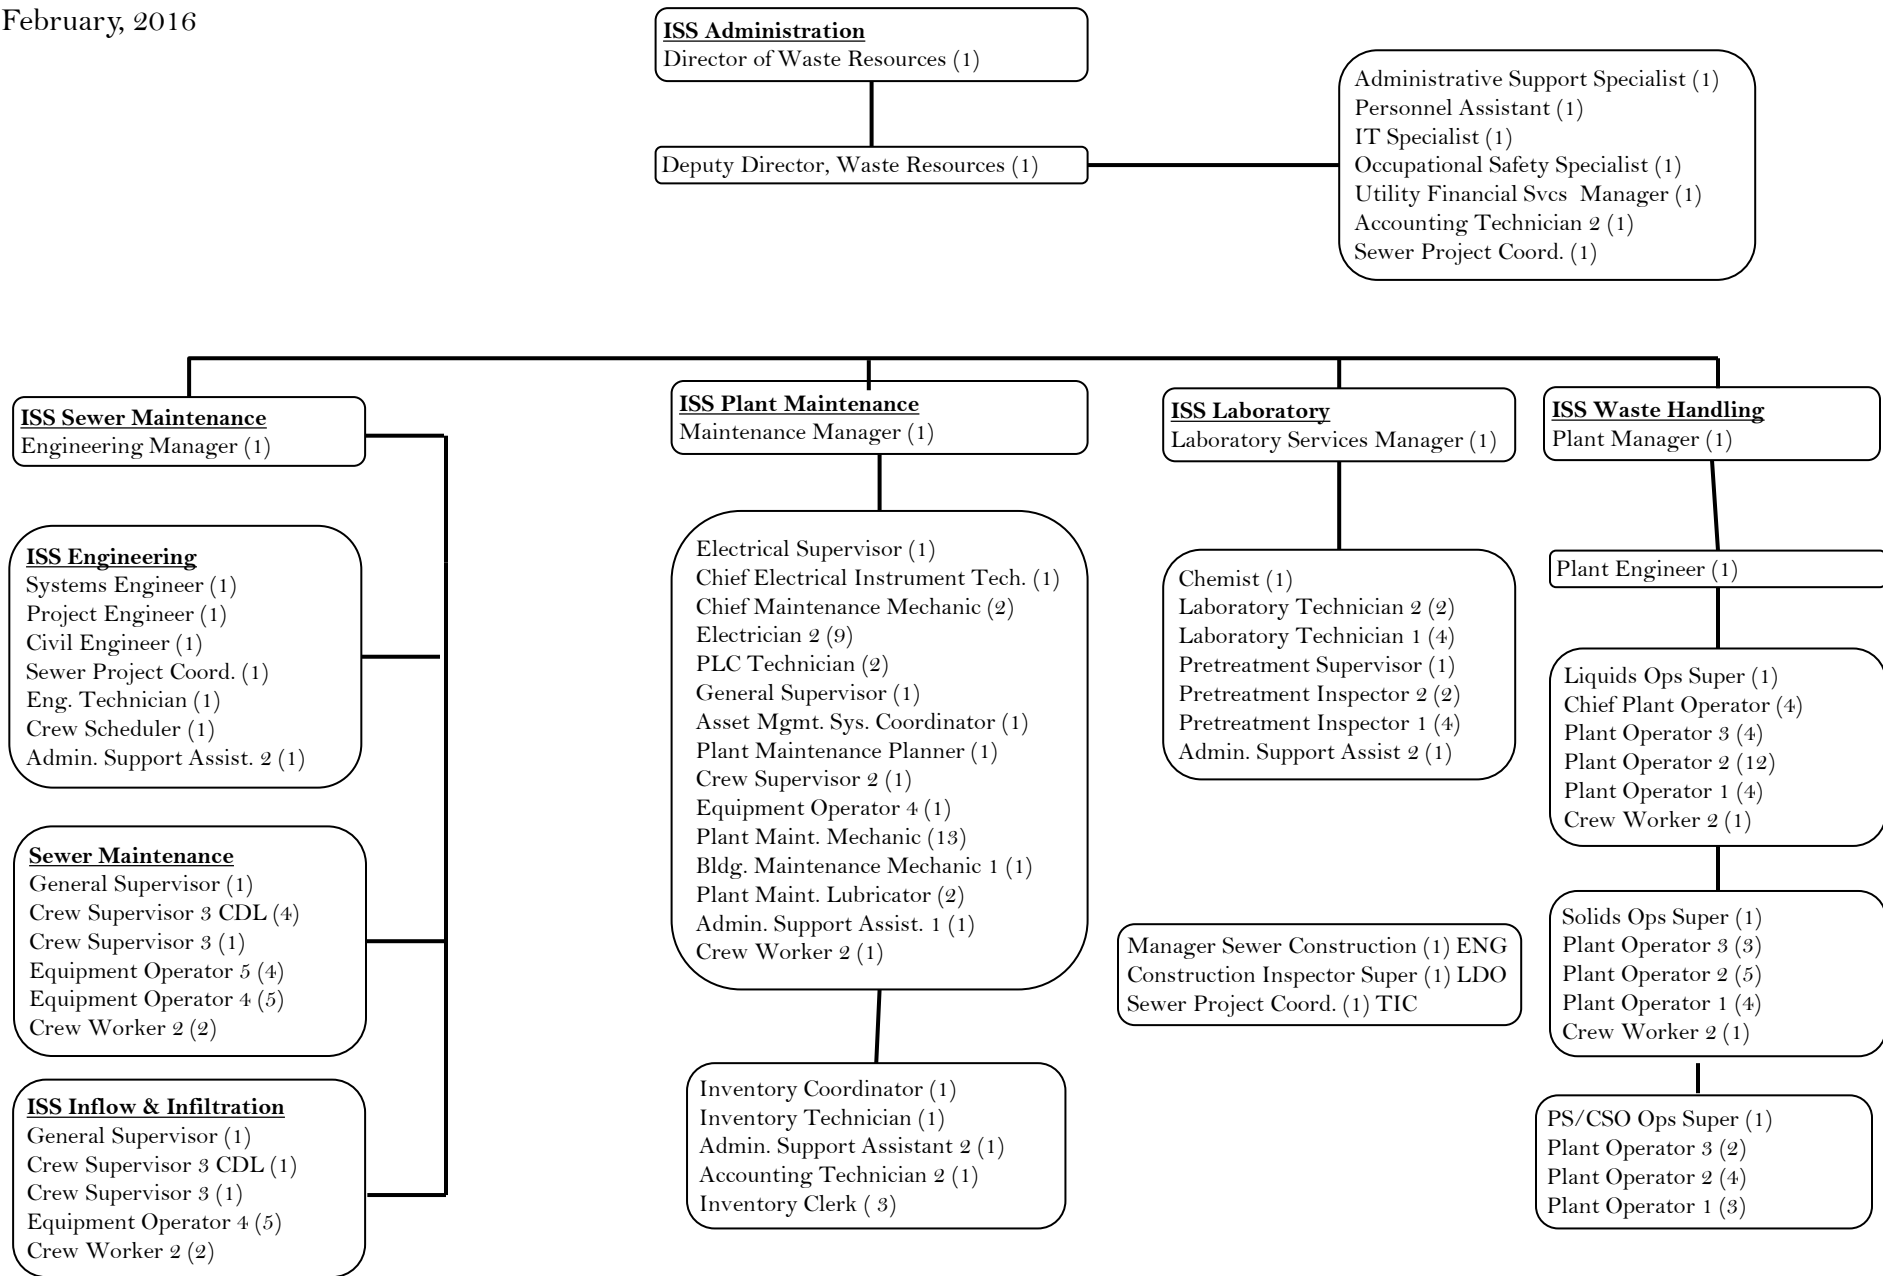 February, 2016
ISS Administration
Director of Waste Resources (1)
Deputy Director, Waste Resources (1)
Administrative Support Specialist (1)
Personnel Assistant (1)
IT Specialist (1)
Occupational Safety Specialist (1)
Utility Financial Svcs Manager (1)
Accounting Technician 2 (1)
Sewer Project Coord. (1)
ISS Sewer Maintenance
Engineering Manager (1)
ISS Engineering
Systems Engineer (1)
Project Engineer (1)
Civil Engineer (1)
Sewer Project Coord. (1)
Eng. Technician (1)
Crew Scheduler (1)
Admin. Support Assist. 2 (1)
Sewer Maintenance
General Supervisor (1)
Crew Supervisor 3 CDL (4)
Crew Supervisor 3 (1)
Equipment Operator 5 (4)
Equipment Operator 4 (5)
Crew Worker 2 (2)
ISS Inflow & Infiltration
General Supervisor (1)
Crew Supervisor 3 CDL (1)
Crew Supervisor 3 (1)
Equipment Operator 4 (5)
Crew Worker 2 (2)
ISS Plant Maintenance
Maintenance Manager (1)
Electrical Supervisor (1)
Chief Electrical Instrument Tech. (1)
Chief Maintenance Mechanic (2)
Electrician 2 (9)
PLC Technician (2)
General Supervisor (1)
Asset Mgmt. Sys. Coordinator (1)
Plant Maintenance Planner (1)
Crew Supervisor 2 (1)
Equipment Operator 4 (1)
Plant Maint. Mechanic (13)
Bldg. Maintenance Mechanic 1 (1)
Plant Maint. Lubricator (2)
Admin. Support Assist. 1 (1)
Crew Worker 2 (1)
Inventory Coordinator (1)
Inventory Technician (1)
Admin. Support Assistant 2 (1)
Accounting Technician 2 (1)
Inventory Clerk ( 3)
ISS Laboratory
Laboratory Services Manager (1)
Chemist (1)
Laboratory Technician 2 (2)
Laboratory Technician 1 (4)
Pretreatment Supervisor (1)
Pretreatment Inspector 2 (2)
Pretreatment Inspector 1 (4)
Admin. Support Assist 2 (1)
Manager Sewer Construction (1) ENG
Construction Inspector Super (1) LDO
Sewer Project Coord. (1) TIC
ISS Waste Handling
Plant Manager (1)
Plant Engineer (1)
Liquids Ops Super (1)
Chief Plant Operator (4)
Plant Operator 3 (4)
Plant Operator 2 (12)
Plant Operator 1 (4)
Crew Worker 2 (1)
Solids Ops Super (1)
Plant Operator 3 (3)
Plant Operator 2 (5)
Plant Operator 1 (4)
Crew Worker 2 (1)
PS/CSO Ops Super (1)
Plant Operator 3 (2)
Plant Operator 2 (4)
Plant Operator 1 (3)